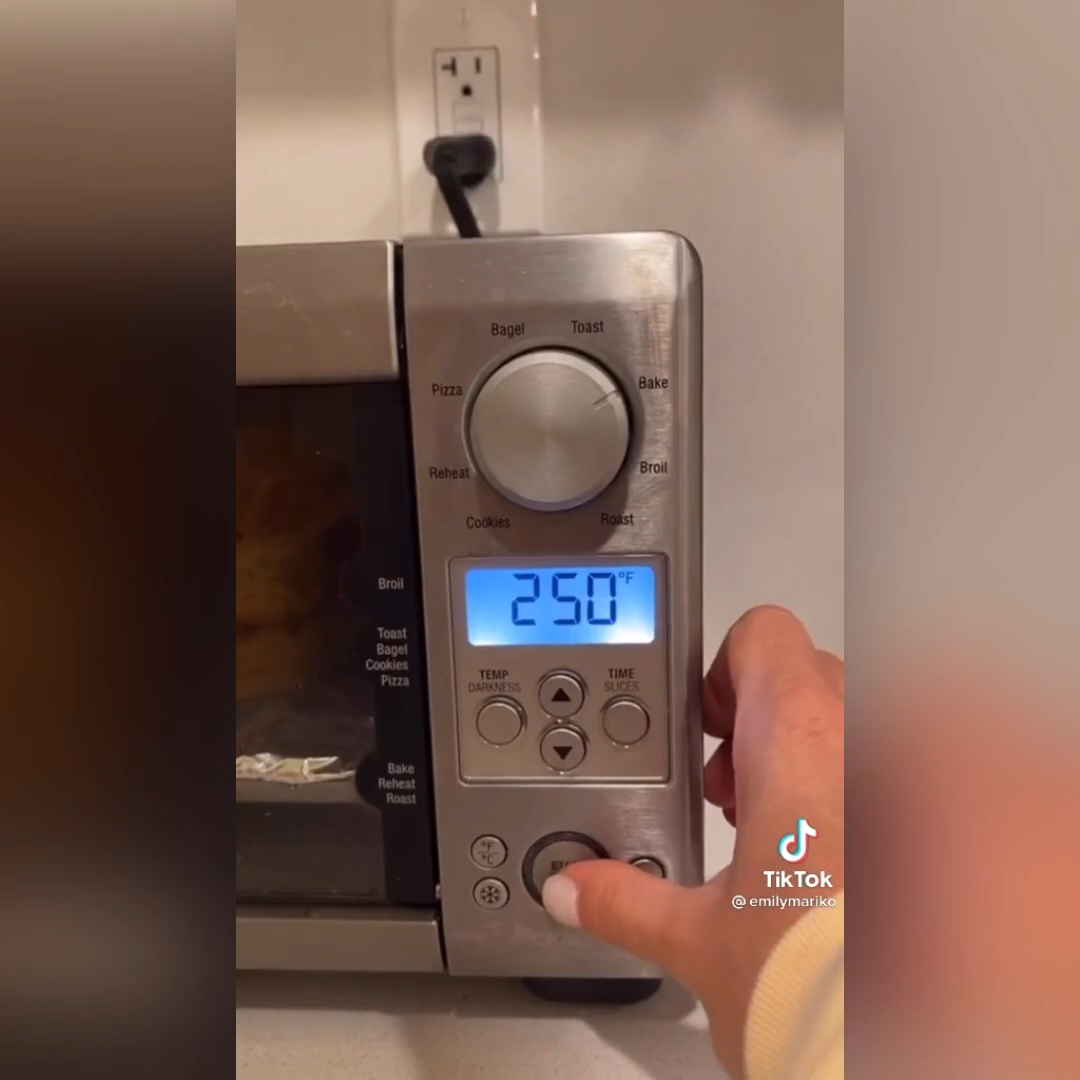 Bagel Toast
Pizza Bake
Reheat Broil
Cookies Roast
Broil
Toast
Bagel
Cookies
Pizza
Bake
Reheat
Roast
250°F
TEMP
DARKNESS
TIME
SLICES
°F
°C
TikTok
@emilymariko